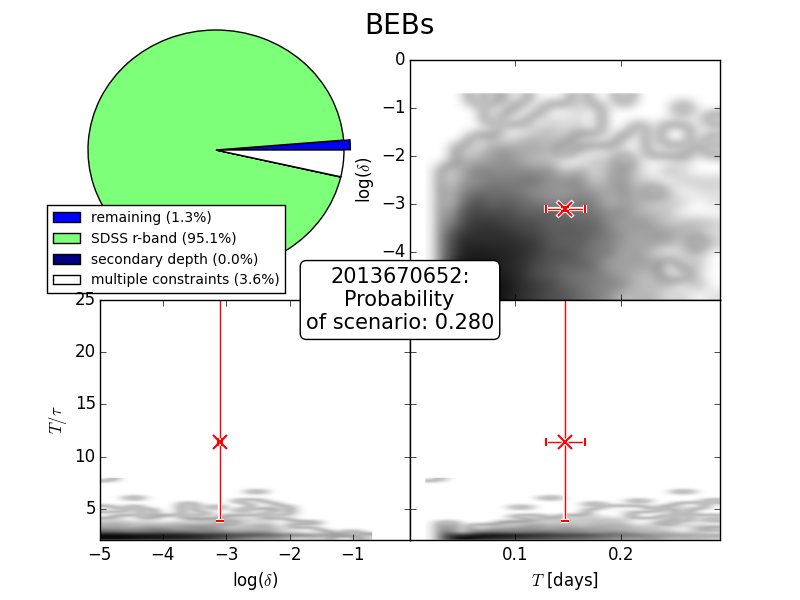 BEBs
remaining (1.3%)
SDSS r-band (95.1%)
secondary depth (0.0%)
multiple constraints (3.6%)
0
−1
−2
−3
−4
log(δ)
2013670652:
Probability
of scenario: 0.280
25
20
15
10
5
T/τ
−5 −4 −3 −2 −1
log(δ)
0.1 0.2
T [days]